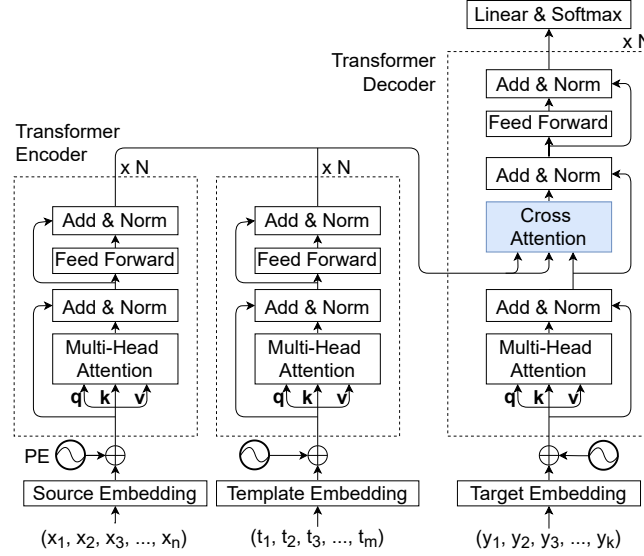 Linear & Softmax
x N
Transformer
Decoder
Add & Norm
Feed Forward
Add & Norm
Cross
Attention
Add & Norm
Multi-Head
Attention
q k v
Target Embedding
(y1, y2, y3, ..., yk)
Transformer
Encoder
x N
Add & Norm
Feed Forward
Add & Norm
Multi-Head
Attention
q k v
PE
Source Embedding
(x1, x2, x3, ..., xn)
x N
Add & Norm
Feed Forward
Add & Norm
Multi-Head
Attention
q k v
Template Embedding
(t1, t2, t3, ..., tm)